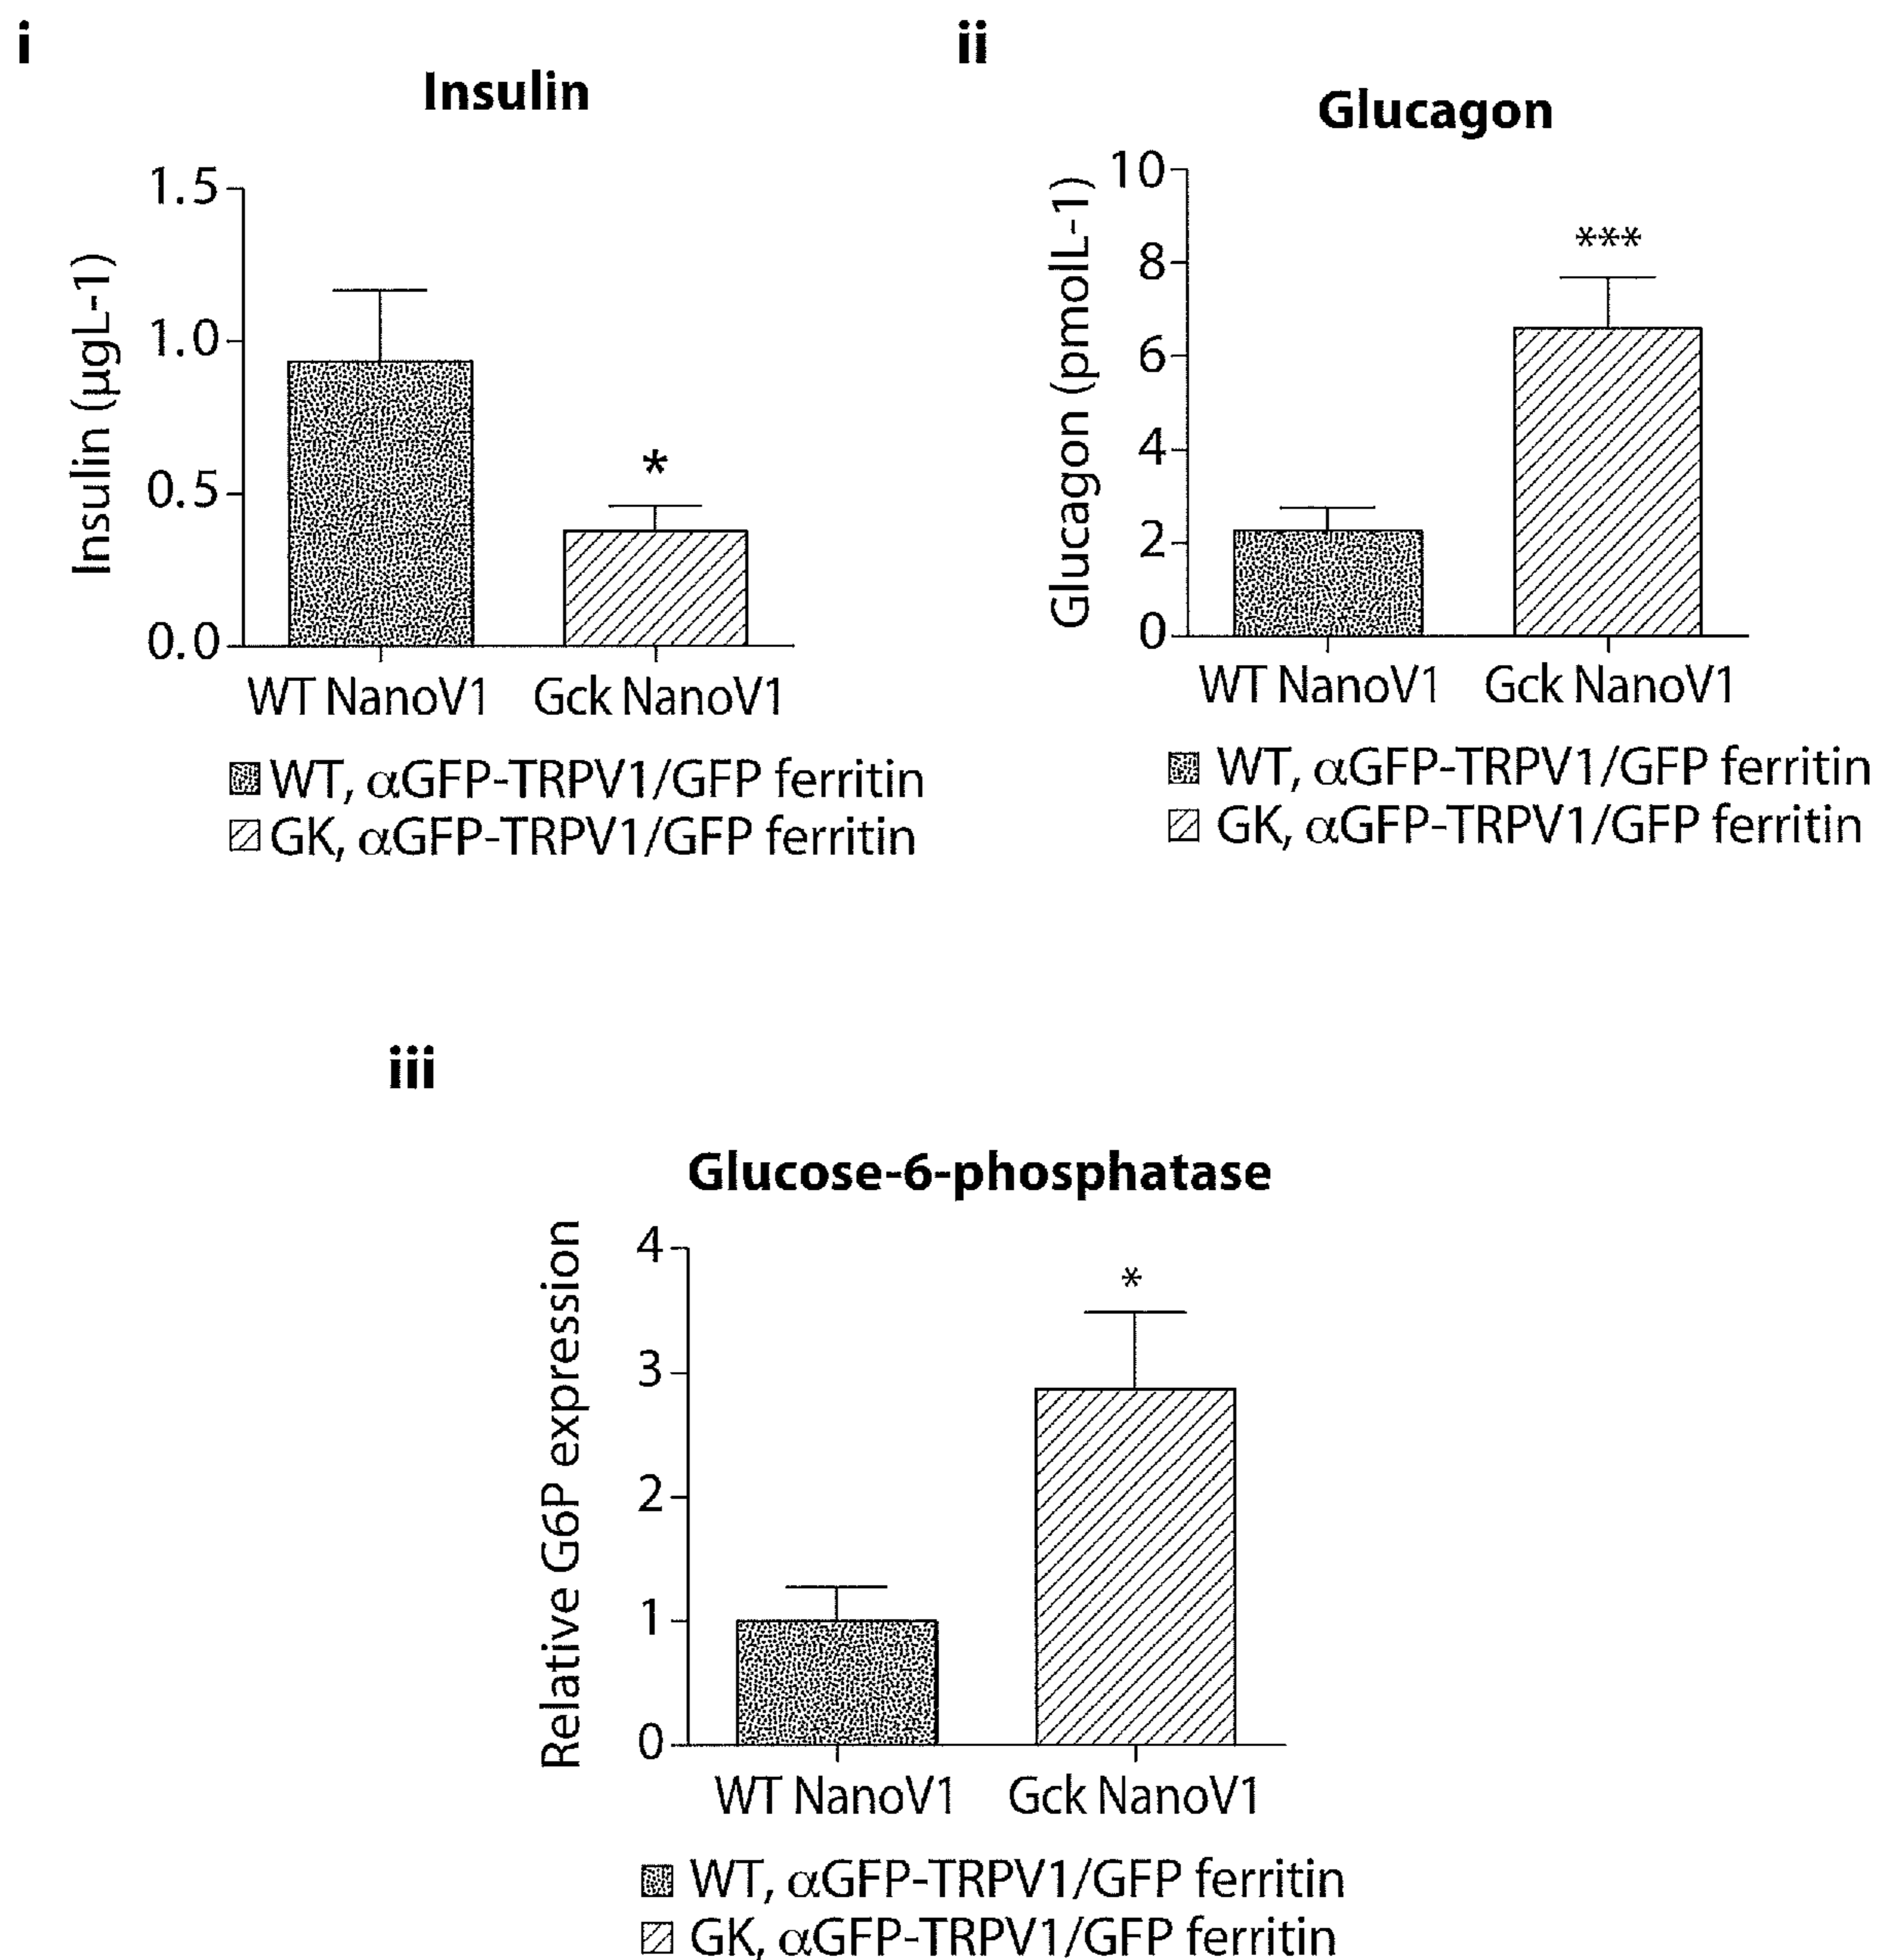 i
Insulin
Insulin (µgL-1)
1.5
1.0
0.5
0.0
*
WT NanoV1 Gck NanoV1
WT, αGFP-TRPV1/GFP ferritin
GK, αGFP-TRPV1/GFP ferritin
ii
Glucagon
Glucagon (pmolL-1)
10
8
6
4
2
0
***
WT NanoV1 Gck NanoV1
WT, αGFP-TRPV1/GFP ferritin
GK, αGFP-TRPV1/GFP ferritin
iii
Glucose-6-phosphatase
Relative G6P expression
4
3
2
1
0
*
WT NanoV1 Gck NanoV1
WT, αGFP-TRPV1/GFP ferritin
GK, αGFP-TRPV1/GFP ferritin